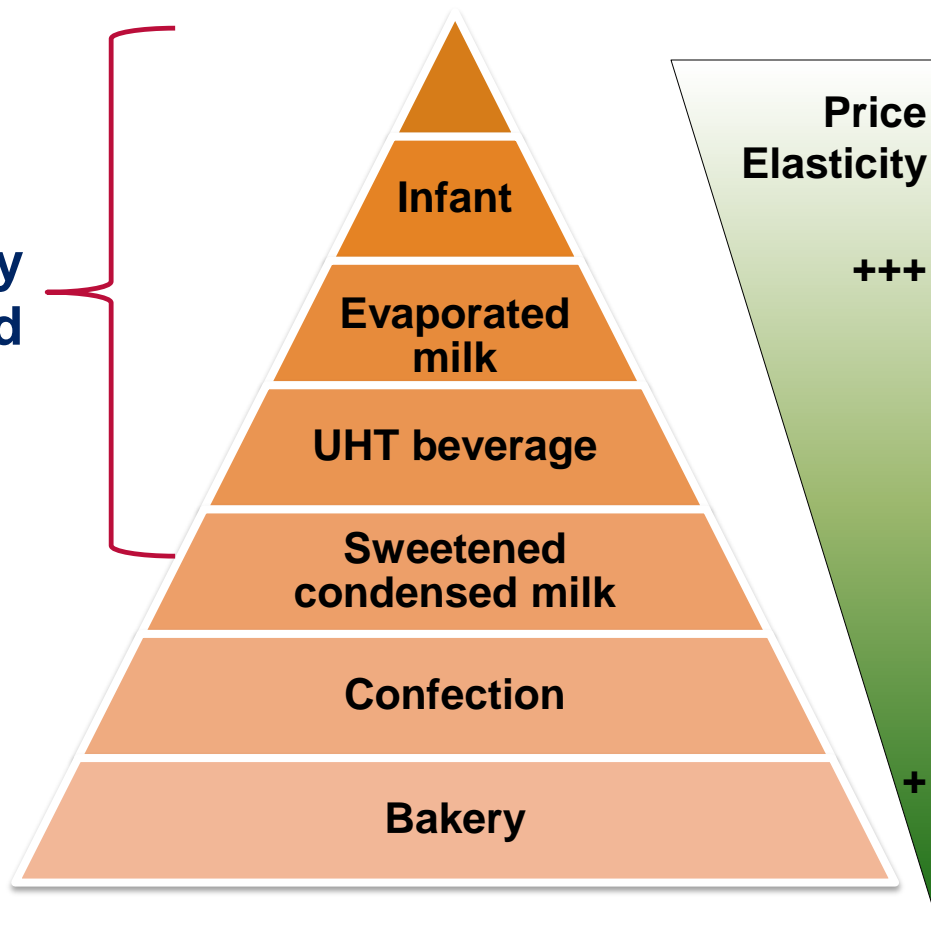 Price
Elasticity
Infant
+++
y
d
Evaporated
milk
UHT beverage
Sweetened
condensed milk
Confection
+
Bakery